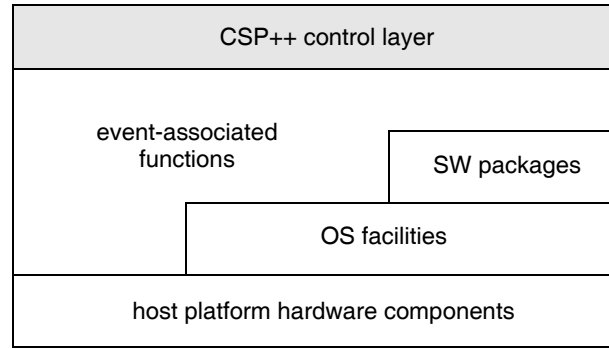 CSP++ control layer
event-associated
functions
SW packages
OS facilities
host platform hardware components